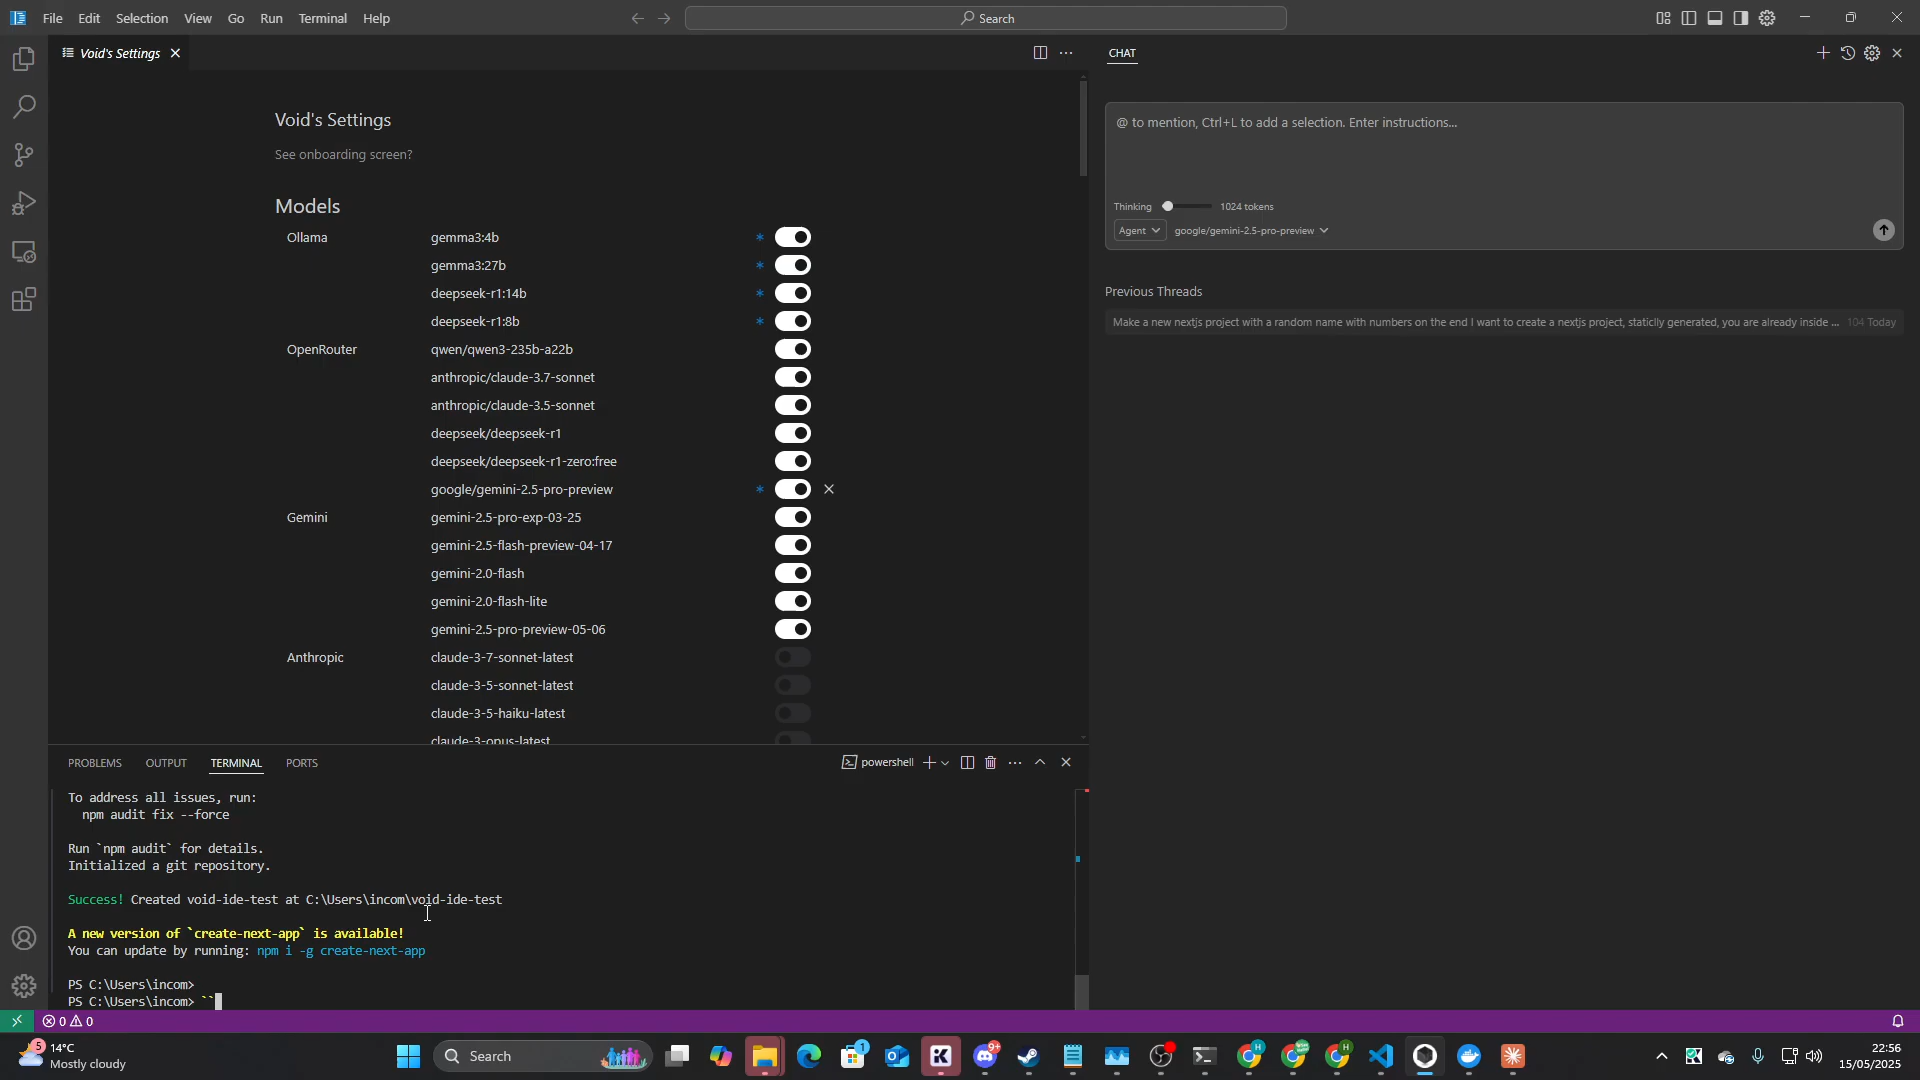 File Edit Selection View Go Run Terminal Help
Search
Void's Settings
CHAT
Void's Settings
See onboarding screen?
Models
Ollama gemma3:4b *
gemma3:27b *
deepseek-r1:14b *
deepseek-r1:8b *
OpenRouter qwen/qwen3-235b-a22b
anthropic/claude-3.7-sonnet
anthropic/claude-3.5-sonnet
deepseek/deepseek-r1
deepseek/deepseek-r1-zero:free
google/gemini-2.5-pro-preview *
Gemini gemini-2.5-pro-exp-03-25
gemini-2.5-flash-preview-04-17
gemini-2.0-flash
gemini-2.0-flash-lite
gemini-2.5-pro-preview-05-06
Anthropic claude-3-7-sonnet-latest
claude-3-5-sonnet-latest
claude-3-5-haiku-latest
claude-3-opus-latest
@ to mention, Ctrl+L to add a selection. Enter instructions...
Thinking 1024 tokens
Agent google/gemini-2.5-pro-preview
Previous Threads
Make a new nextjs project with a random name with numbers on the end I want to create a nextjs project, staticlly generated, you are already inside ... 104 Today
PROBLEMS OUTPUT TERMINAL PORTS
powershell
To address all issues, run:
npm audit fix --force
Run `npm audit` for details.
Initialized a git repository.
Success! Created void-ide-test at C:\Users\incom\void-ide-test
A new version of `create-next-app` is available!
You can update by running: npm i -g create-next-app
PS C:\Users\incom>
PS C:\Users\incom> ``
0 0
5 14°C
Mostly cloudy
Search
1
9+
H
H
22:56
15/05/2025